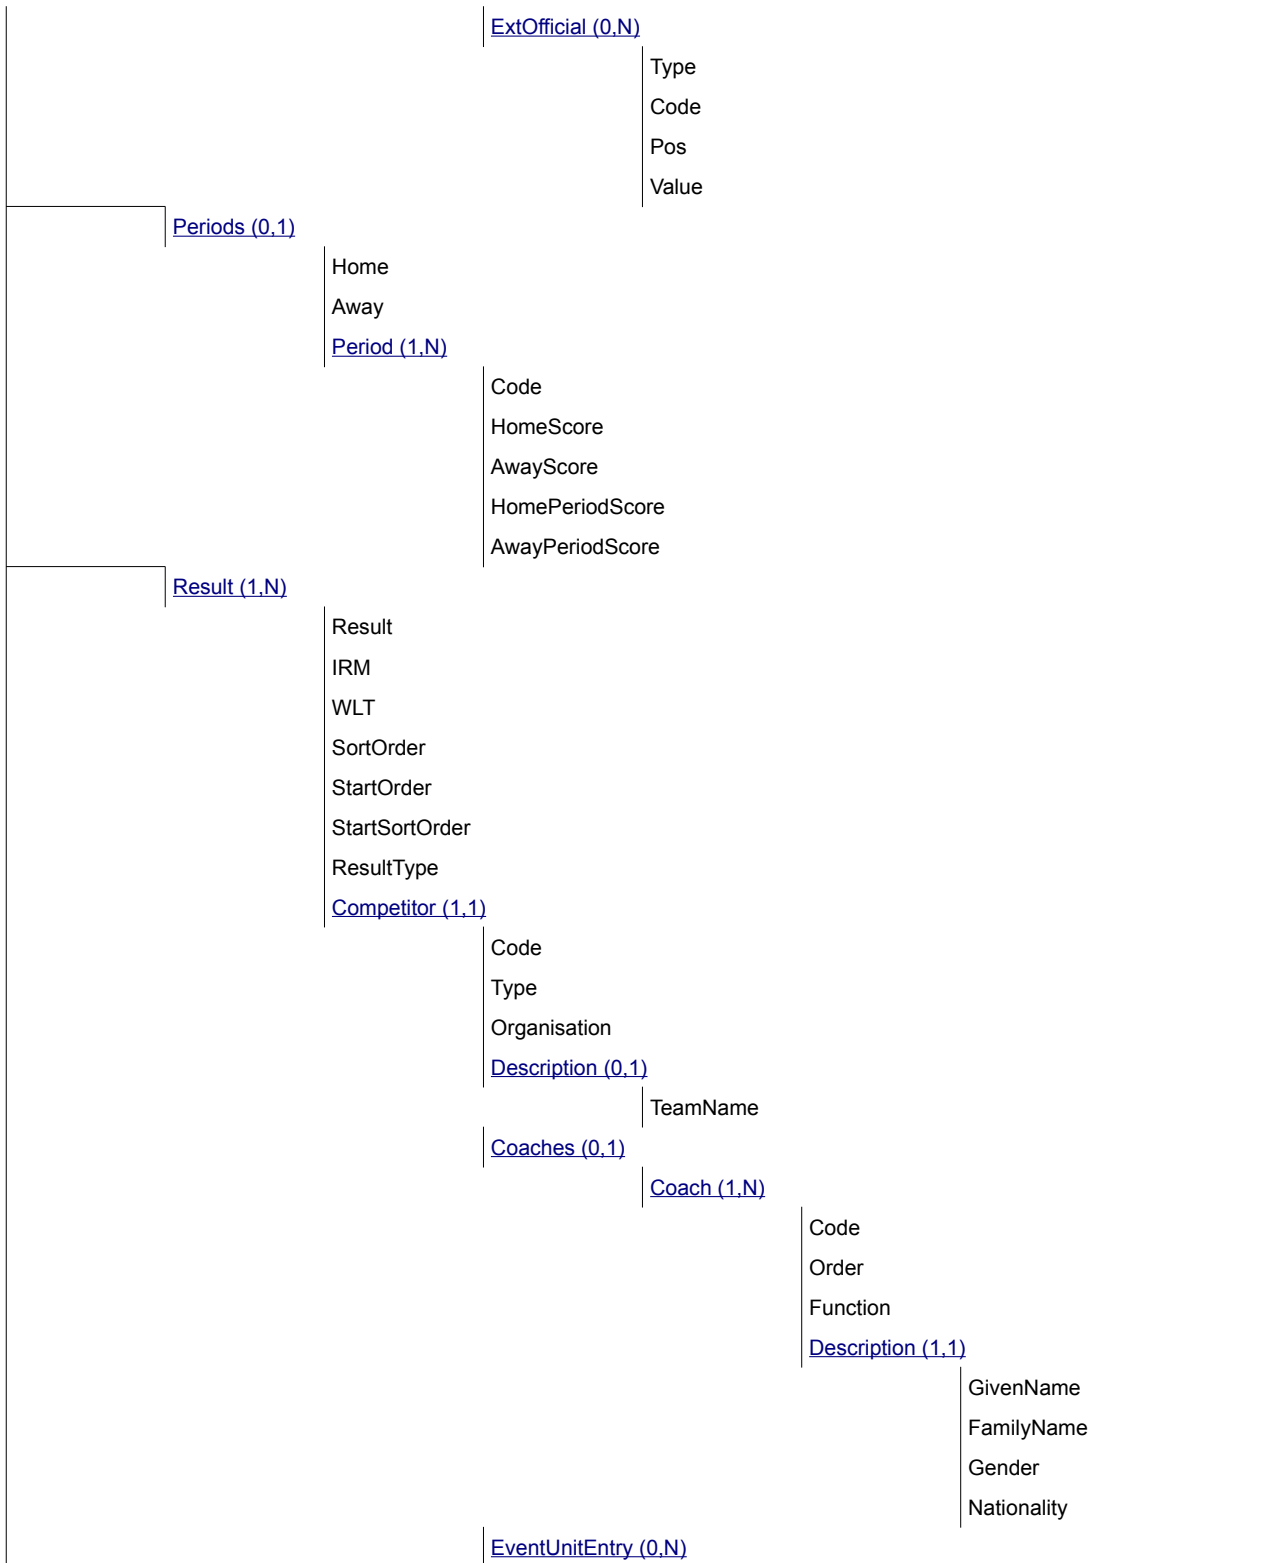 ExtOfficial (0,N)
Type
Code
Pos
Value
Periods (0,1)
Home
Away
Period (1,N)
Code
HomeScore
AwayScore
HomePeriodScore
AwayPeriodScore
Result (1,N)
Result
IRM
WLT
SortOrder
StartOrder
StartSortOrder
ResultType
Competitor (1,1)
Code
Type
Organisation
Description (0,1)
TeamName
Coaches (0,1)
Coach (1,N)
Code
Order
Function
Description (1,1)
GivenName
FamilyName
Gender
Nationality
EventUnitEntry (0,N)